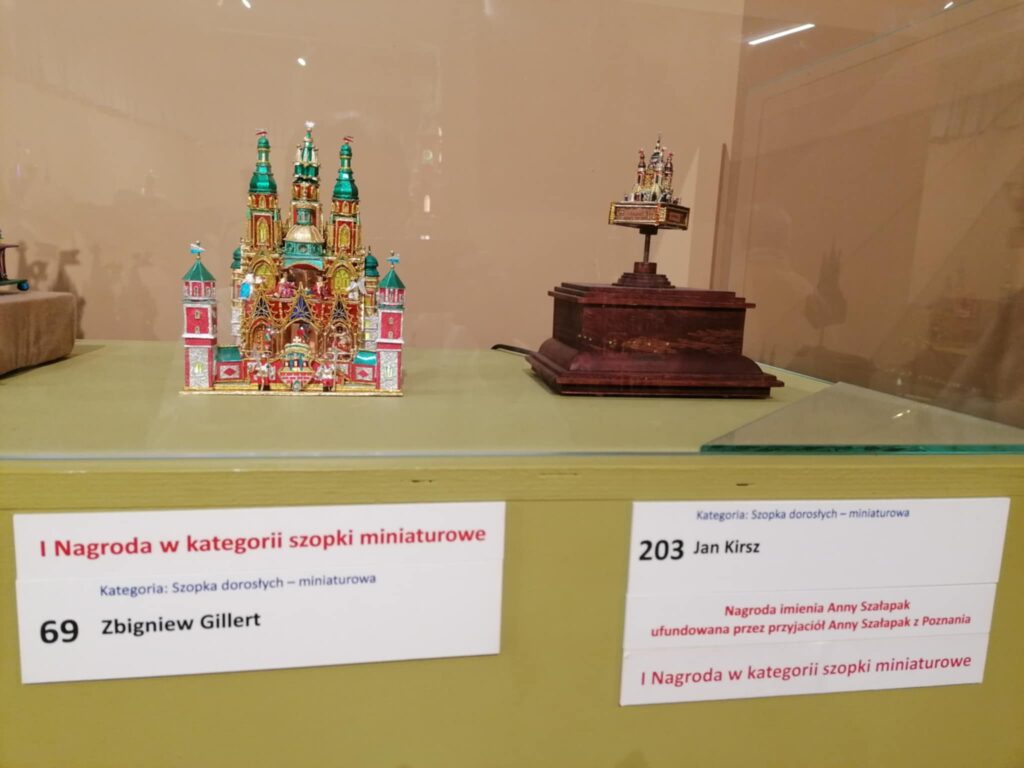 I Nagroda w kategorii szopki miniaturowe
Kategoria: Szopka dorosłych – miniaturowa
69 Zbigniew Gillert
Kategoria: Szopka dorosłych – miniaturowa
203 Jan Kirsz
Nagroda imienia Anny Szałapak
ufundowana przez przyjaciół Anny Szałapak z Poznania
I Nagroda w kategorii szopki miniaturowe